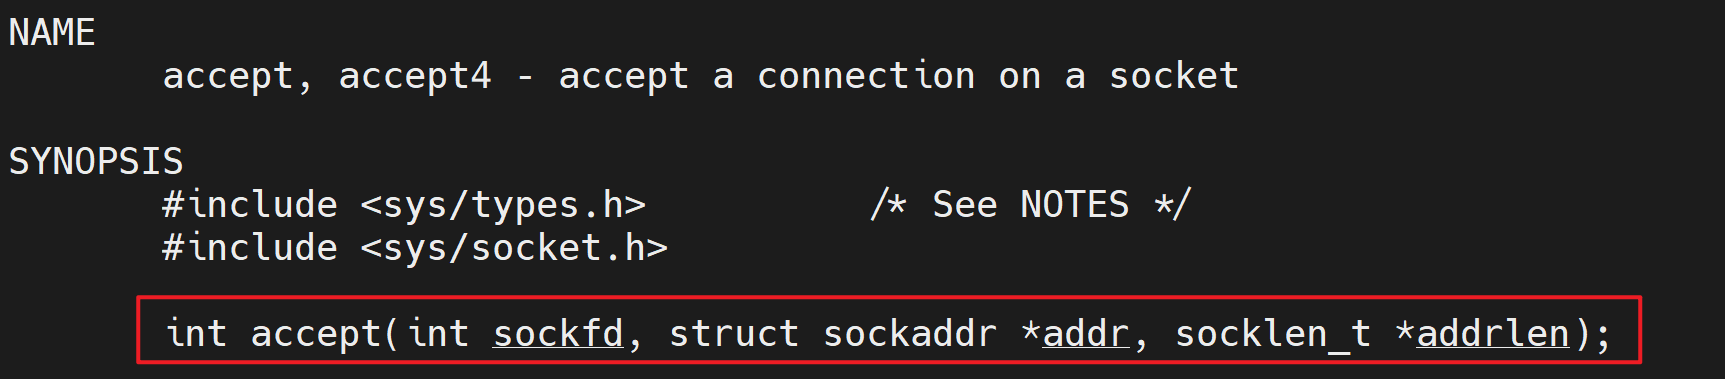 NAME
accept, accept4 - accept a connection on a socket
SYNOPSIS
#include <sys/types.h>          /* See NOTES */
#include <sys/socket.h>
int accept(int sockfd, struct sockaddr *addr, socklen_t *addrlen);